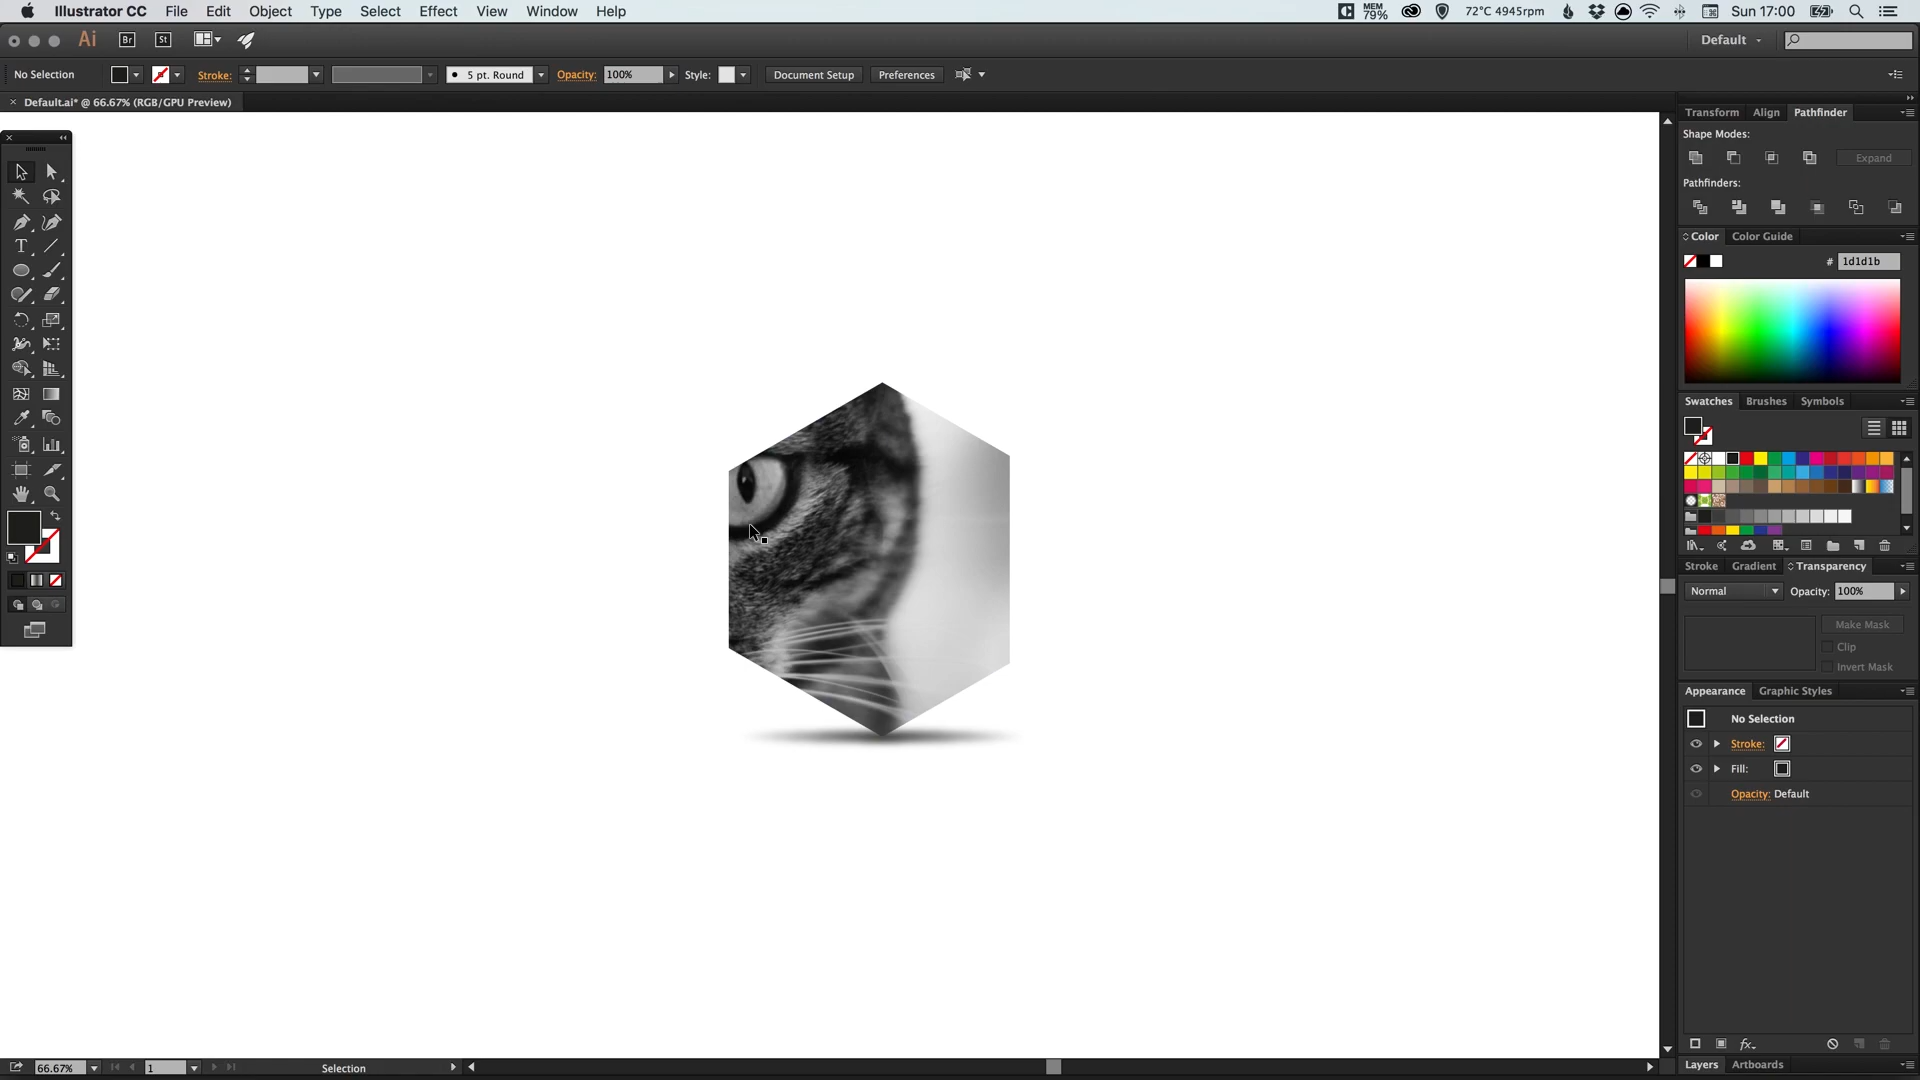 Illustrator CC File Edit Object Type Select Effect View Window Help MEM 79% 72°C 4945rpm Sun 17:00
Ai Br St Default
No Selection Stroke: 5 pt. Round Opacity: 100% Style: Document Setup Preferences
× Default.ai* @ 66.67% (RGB/GPU Preview)
Transform Align Pathfinder
Shape Modes:
Expand
Pathfinders:
Color Color Guide
# 1d1d1b
Swatches Brushes Symbols
Stroke Gradient Transparency
Normal Opacity: 100%
Make Mask
Clip
Invert Mask
Appearance Graphic Styles
No Selection
Stroke:
Fill:
Opacity: Default
fx
66.67% 1 Selection
Layers Artboards